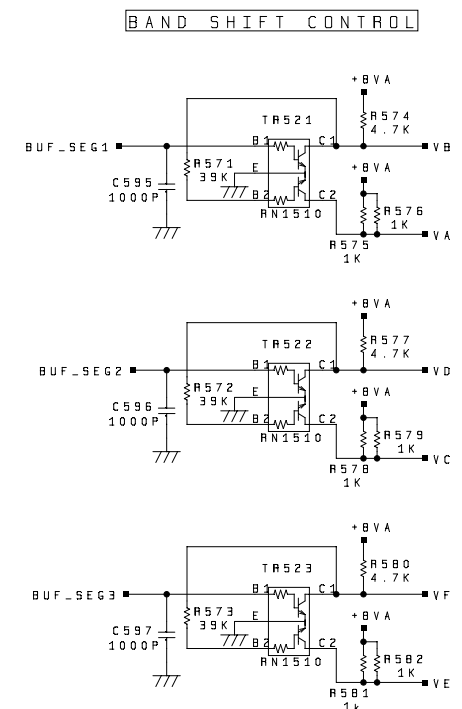 BAND SHIFT CONTROL
+8VA
TR521
R574
4.7K
B1
C1
BUF_SEG1
VB
+8VA
R571
E
C595
39K
1000P
B2
C2
R576
1K
RN1510
VA
R575
1K
+8VA
TR522
R577
4.7K
B1
C1
BUF_SEG2
VD
+8VA
R572
E
C596
39K
1000P
B2
C2
R579
1K
RN1510
VC
R578
1K
+8VA
TR523
R580
4.7K
B1
C1
BUF_SEG3
VF
+8VA
R573
E
C597
39K
1000P
B2
C2
R582
1K
RN1510
VE
R581
1K